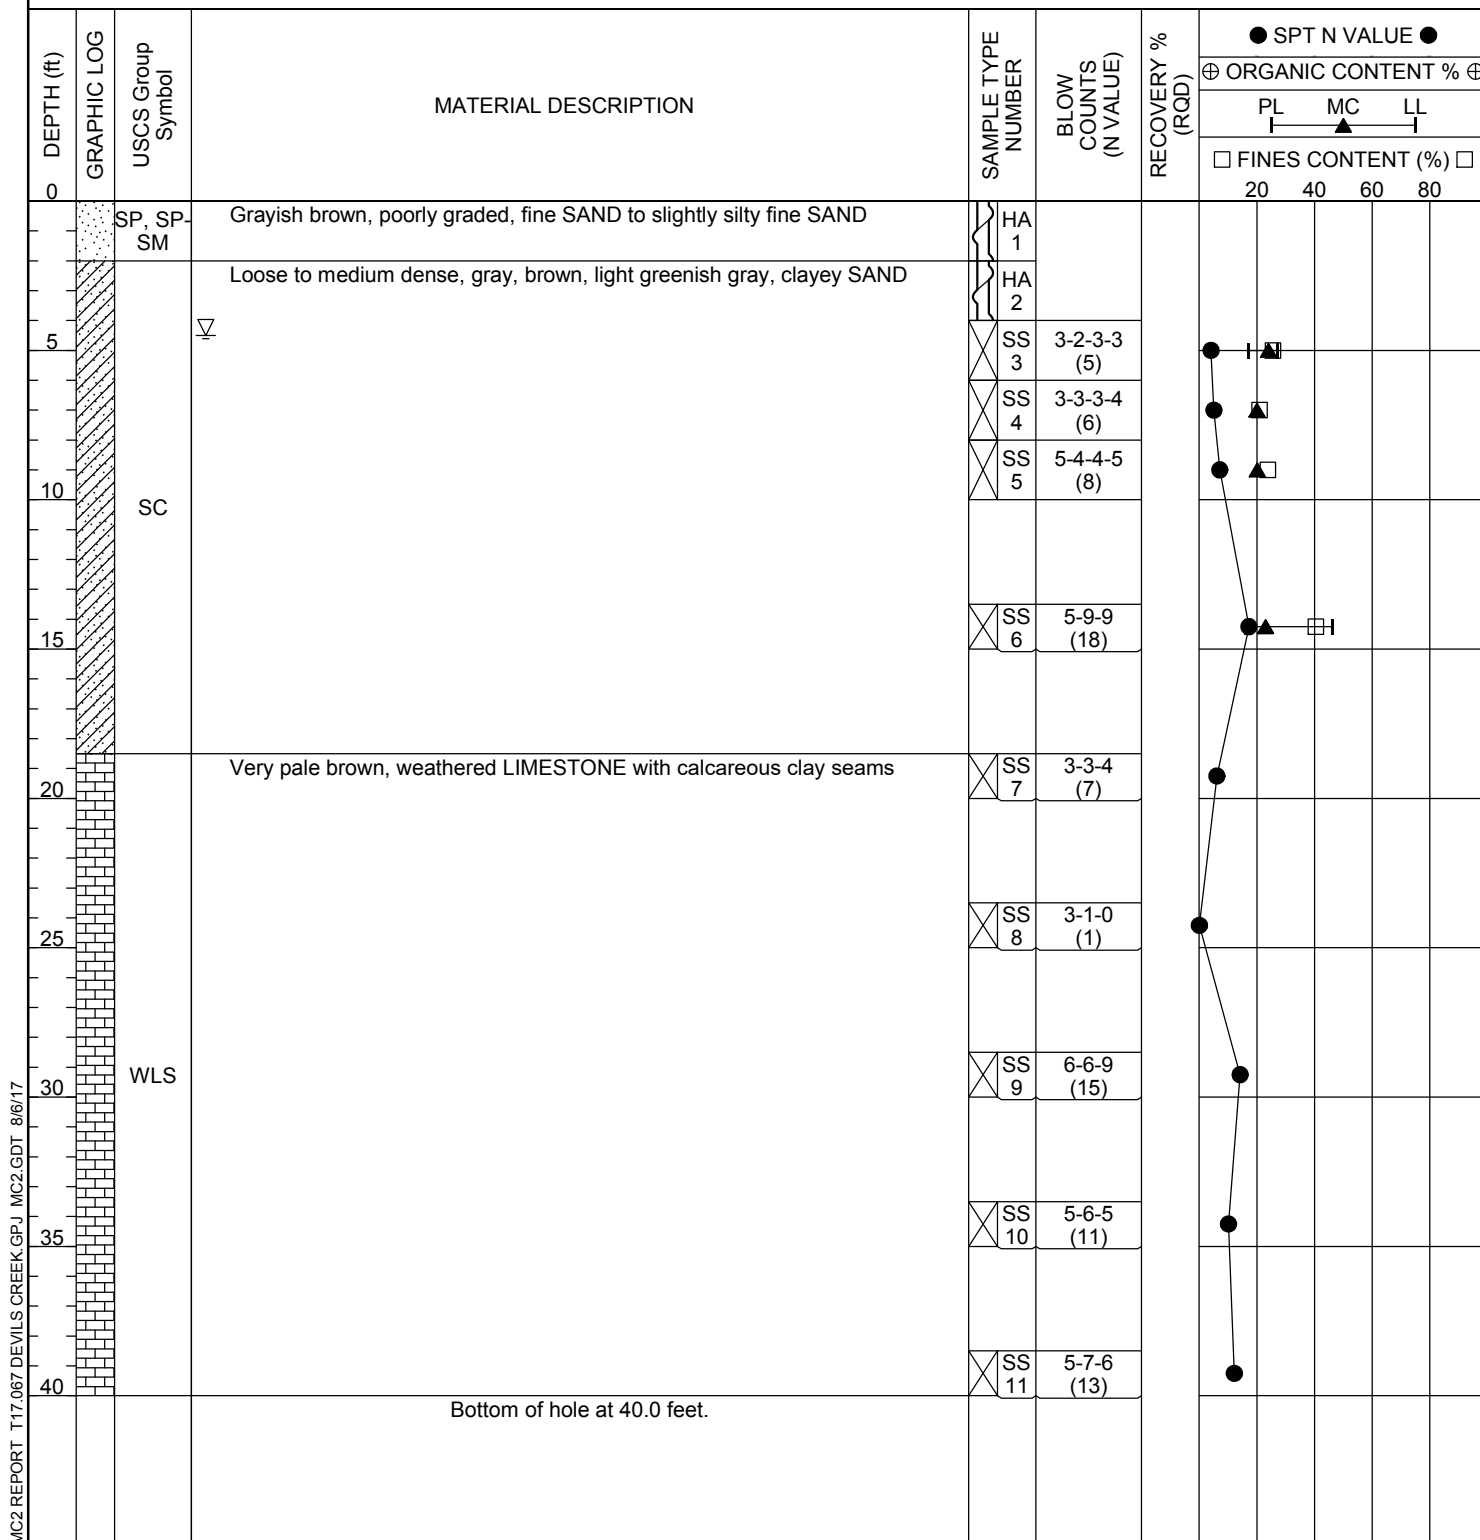 DEPTH (ft)
GRAPHIC LOG
USCS Group
Symbol
MATERIAL DESCRIPTION
SAMPLE TYPE
NUMBER
BLOW
COUNTS
(N VALUE)
RECOVERY %
(RQD)
SPT N VALUE
ORGANIC CONTENT %
PL MC LL
FINES CONTENT (%)
20 40 60 80
0
SP, SP-
SM
Grayish brown, poorly graded, fine SAND to slightly silty fine SAND
HA
1
Loose to medium dense, gray, brown, light greenish gray, clayey SAND
HA
2
5
SS
3
3-2-3-3
(5)
SS
4
3-3-3-4
(6)
SS
5
5-4-4-5
(8)
10
SC
SS
6
5-9-9
(18)
15
Very pale brown, weathered LIMESTONE with calcareous clay seams
SS
7
3-3-4
(7)
20
SS
8
3-1-0
(1)
25
WLS
SS
9
6-6-9
(15)
30
SS
10
5-6-5
(11)
35
SS
11
5-7-6
(13)
40
Bottom of hole at 40.0 feet.
MC2 REPORT T17.067 DEVILS CREEK.GPJ MC2.GDT 8/6/17